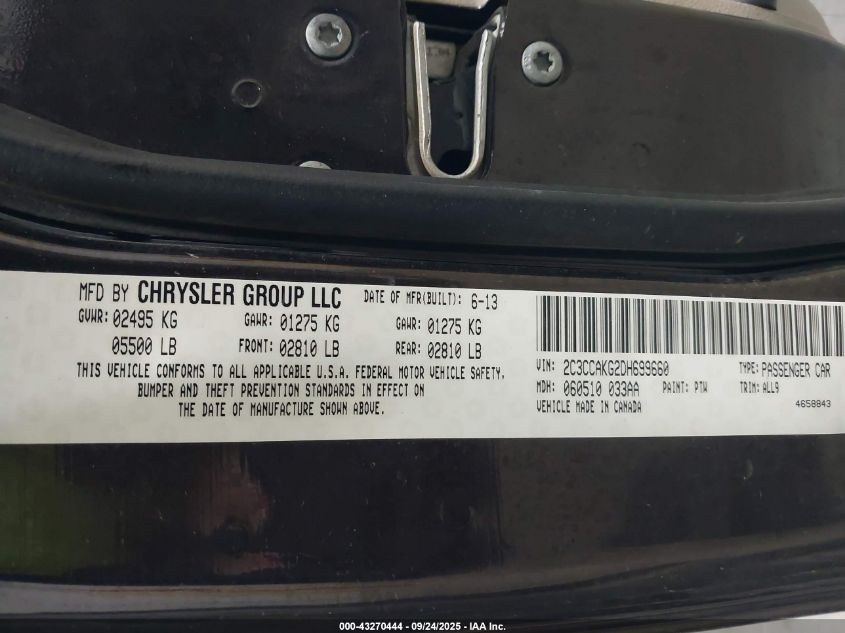 MFD BY CHRYSLER GROUP LLC DATE OF MFR(BUILT): 6-13
GVWR: 02495 KG GAWR: 01275 KG GAWR: 01275 KG
05500 LB FRONT: 02810 LB REAR: 02810 LB
THIS VEHICLE CONFORMS TO ALL APPLICABLE U.S.A. FEDERAL MOTOR VEHICLE SAFETY,
BUMPER AND THEFT PREVENTION STANDARDS IN EFFECT ON
THE DATE OF MANUFACTURE SHOWN ABOVE.
VIN: 2C3CCAKG2DH699660 TYPE: PASSENGER CAR
MDH: 060510 033AA PAINT: PTW TRIM: ALL9
VEHICLE MADE IN CANADA 4658843
000-43270444 - 09/24/2025 - IAA Inc.